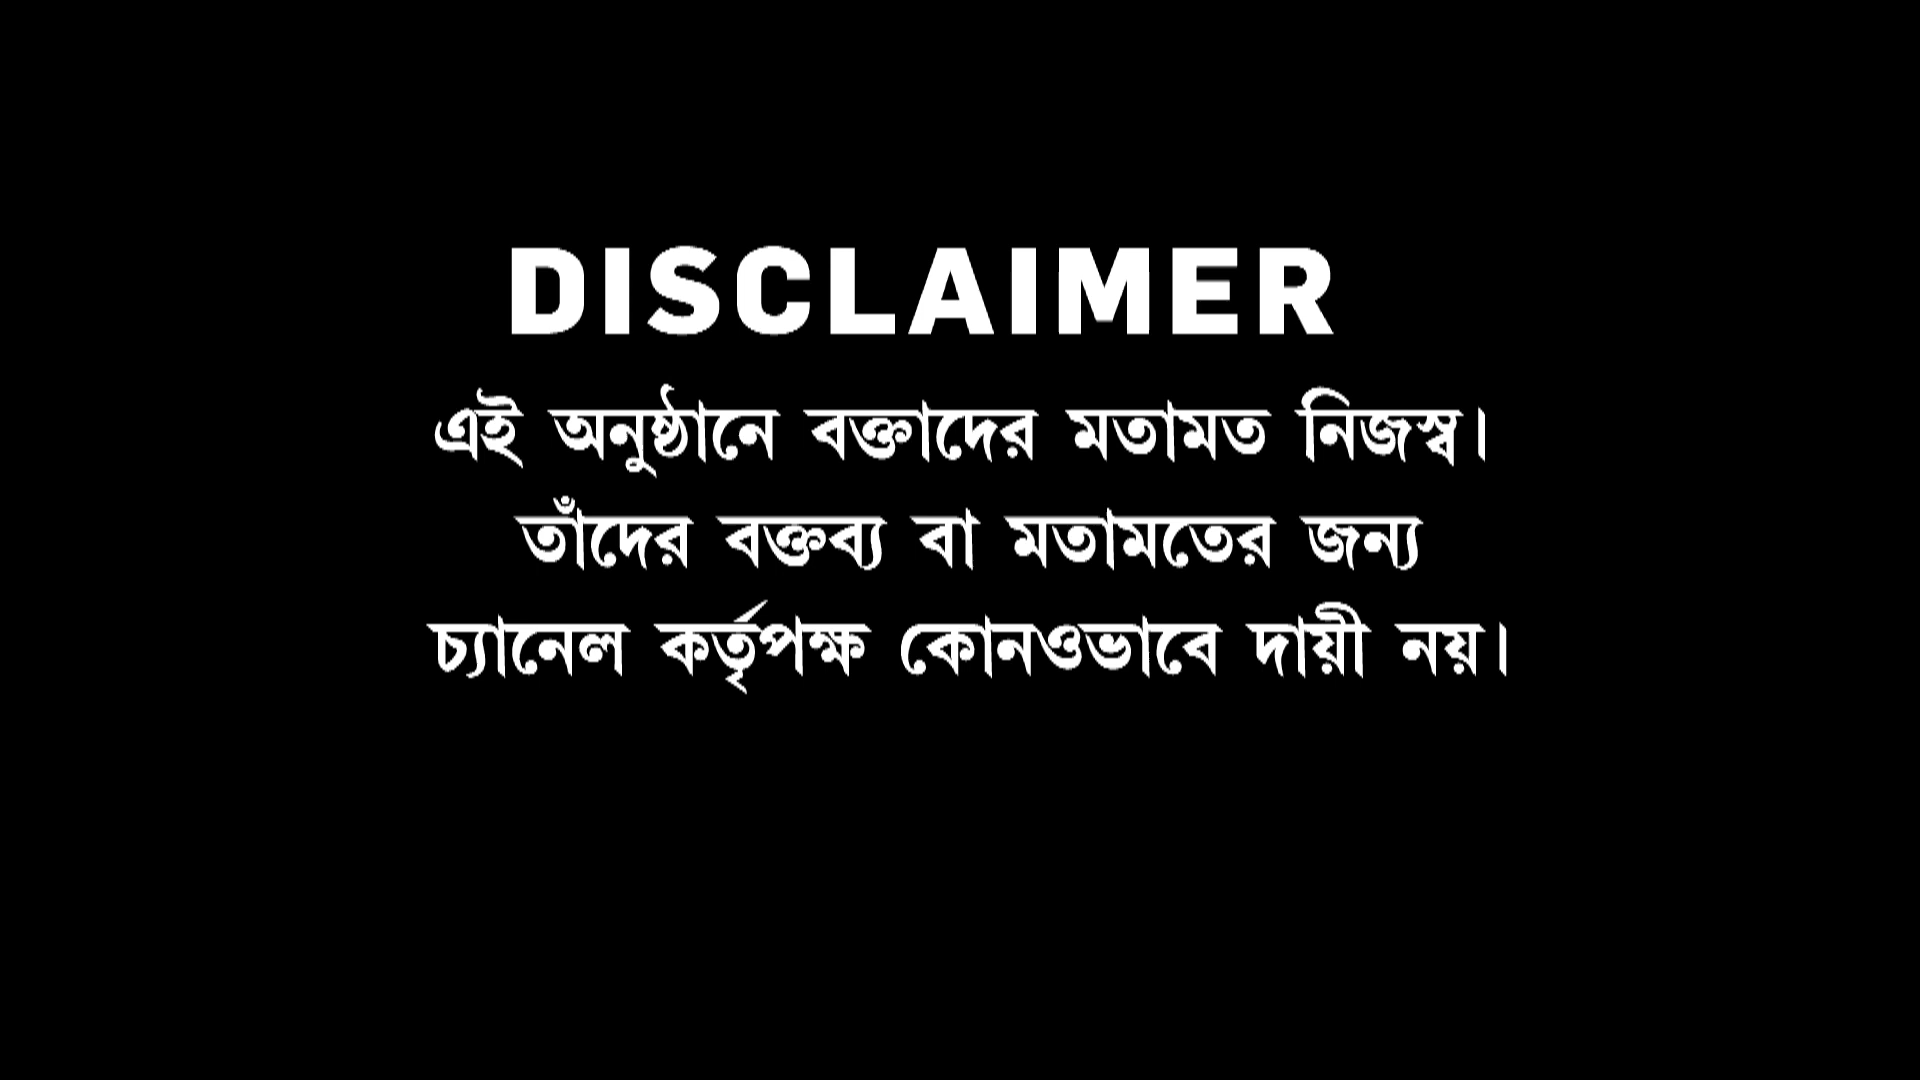 DISCLAIMER
এই অনুষ্ঠানে বক্তাদের মতামত নিজস্ব।
তাঁদের বক্তব্য বা মতামতের জন্য
চ্যানেল কর্তৃপক্ষ কোনওভাবে দায়ী নয়।